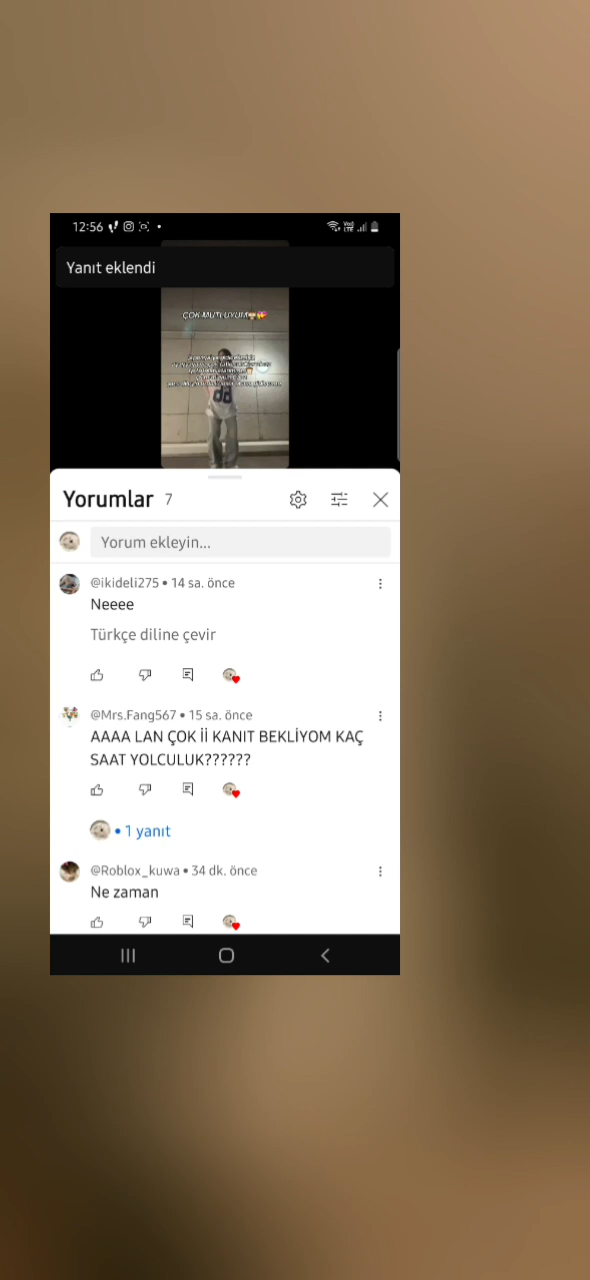 12:56
Yanıt eklendi
ÇOK MUTLUYUM
Yorumlar 7
Yorum ekleyin...
@ikideli275 • 14 sa. önce
Neeee
Türkçe diline çevir
@Mrs.Fang567 • 15 sa. önce
AAAA LAN ÇOK İİ KANIT BEKLİYOM KAÇ
SAAT YOLCULUK??????
• 1 yanıt
@Roblox_kuwa • 34 dk. önce
Ne zaman